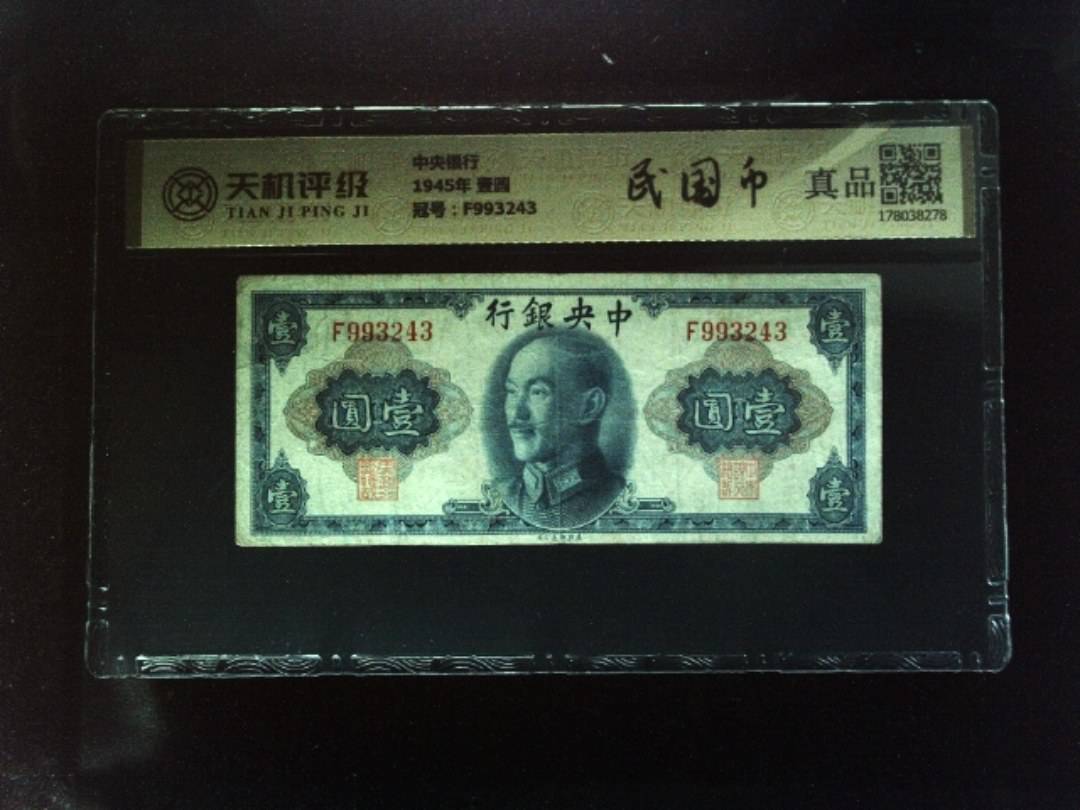 天机评级
TIAN JI PING JI
中央银行
1945年 壹圆
冠号：F993243
民国币
真品
178038278
行銀央中
壹
壹
F993243
F993243
圓壹
圓壹
壹
壹